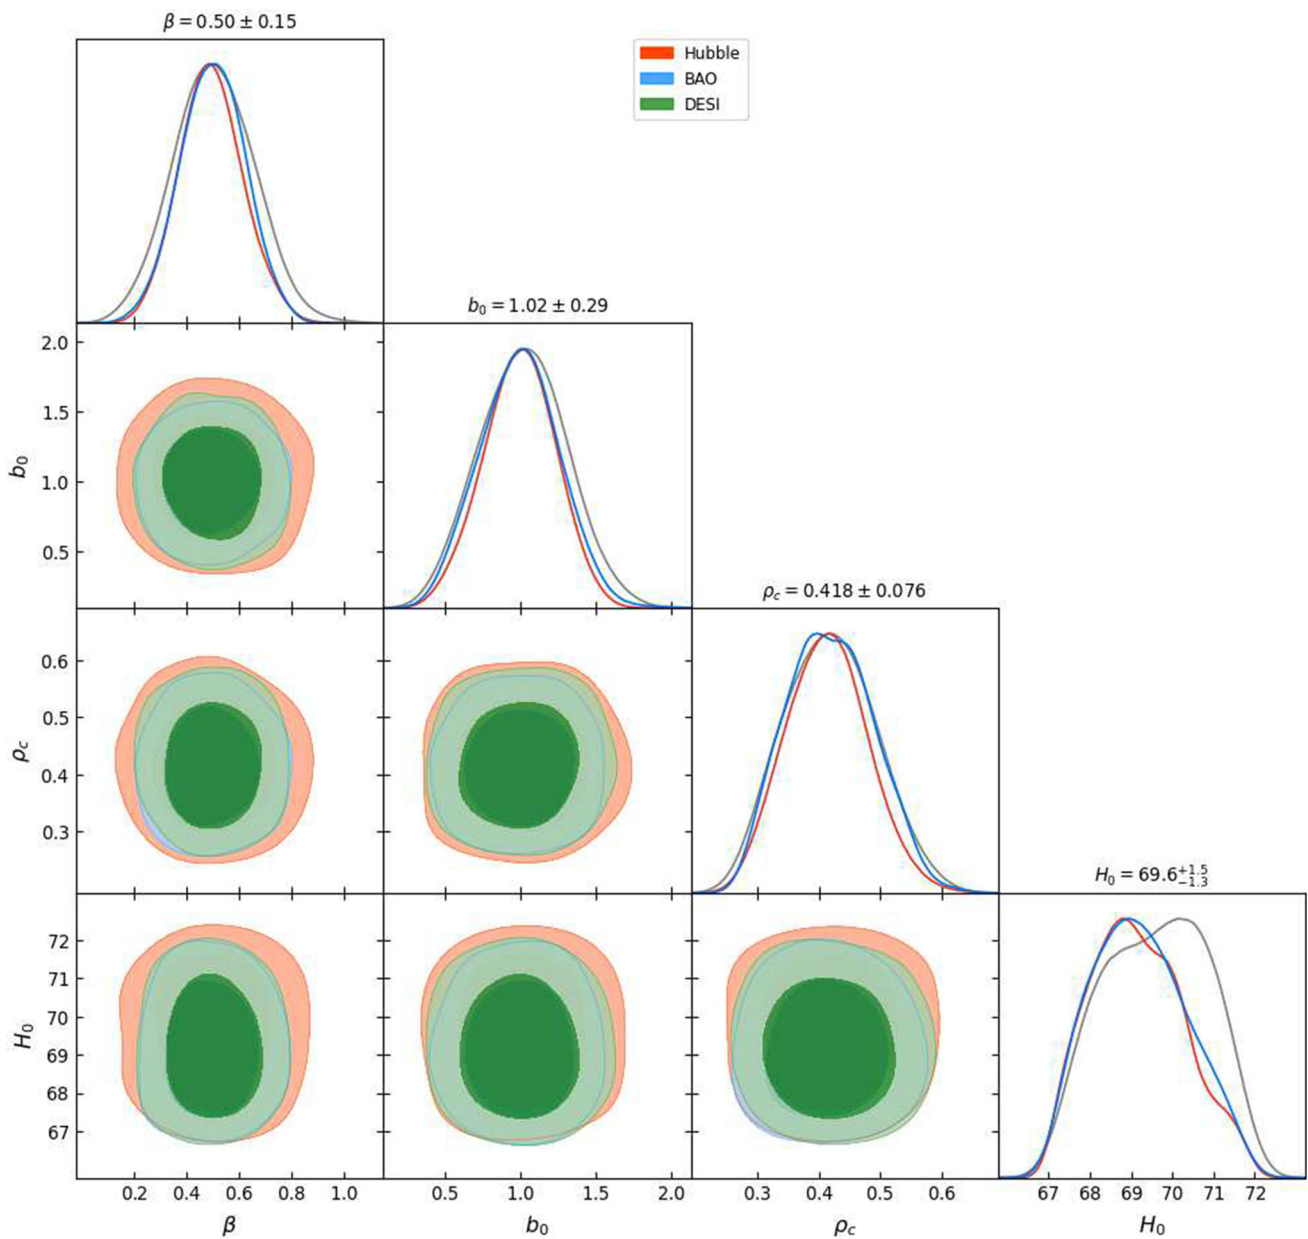 β = 0.50 ± 0.15
Hubble
BAO
DESI
b₀ = 1.02 ± 0.29
2.0
1.5
1.0
0.5
b₀
ρ_c = 0.418 ± 0.076
0.6
0.5
0.4
0.3
ρ_c
H₀ = 69.6^{+1.5}_{-1.3}
72
71
70
69
68
67
H₀
0.2 0.4 0.6 0.8 1.0
0.5 1.0 1.5 2.0
0.3 0.4 0.5 0.6
67 68 69 70 71 72
β
b₀
ρ_c
H₀